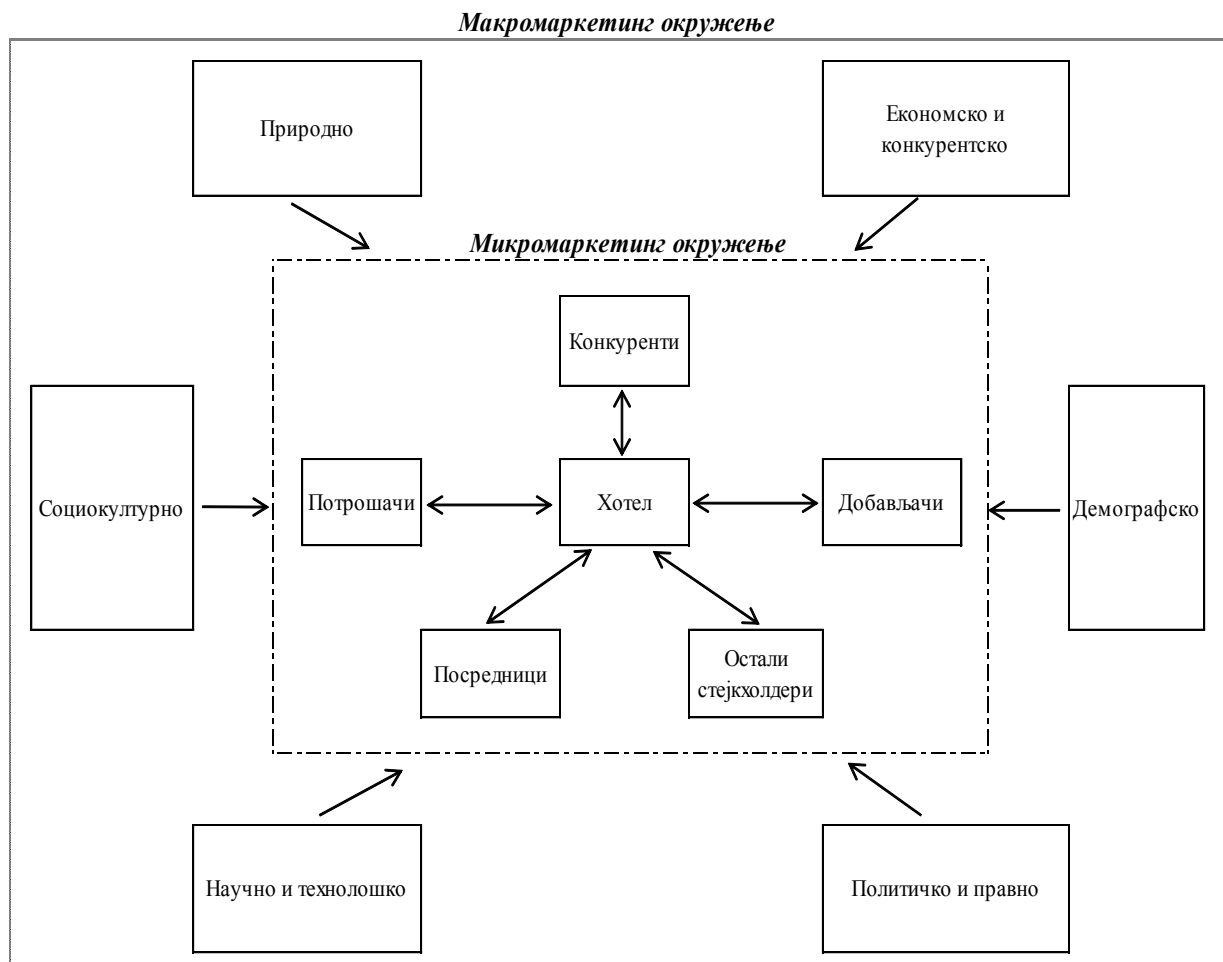 Макромаркетинг окружење
Природно
Економско и
конкурентско
Микромаркетинг окружење
Конкуренти
Социокултурно
Потрошачи
Хотел
Добављачи
Демографско
Посредници
Остали
стејкхолдери
Научно и технолошко
Политичко и правно